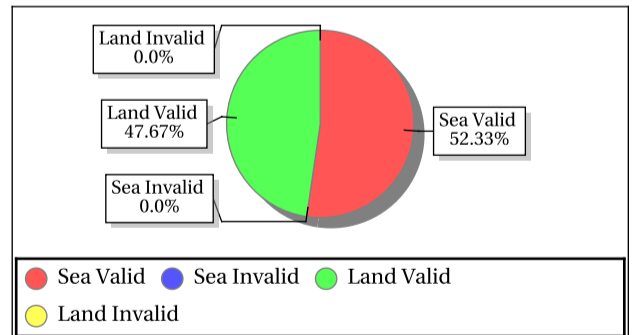 Land Invalid
0.0%
Land Valid
47.67%
Sea Valid
52.33%
Sea Invalid
0.0%
Sea Valid Sea Invalid Land Valid
Land Invalid